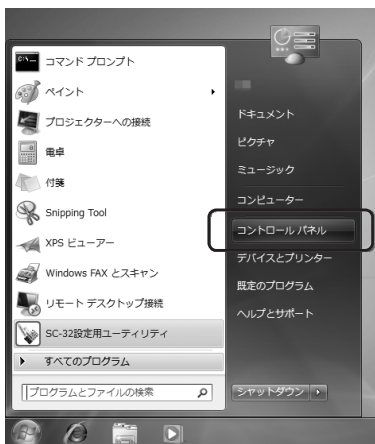 コマンド プロンプト
ペイント
プロジェクターへの接続
電卓
付箋
Snipping Tool
XPS ビューアー
Windows FAX とスキャン
リモート デスクトップ接続
SC-32設定用ユーティリティ
すべてのプログラム
プログラムとファイルの検索
ドキュメント
ピクチャ
ミュージック
コンピューター
コントロール パネル
デバイスとプリンター
既定のプログラム
ヘルプとサポート
シャットダウン